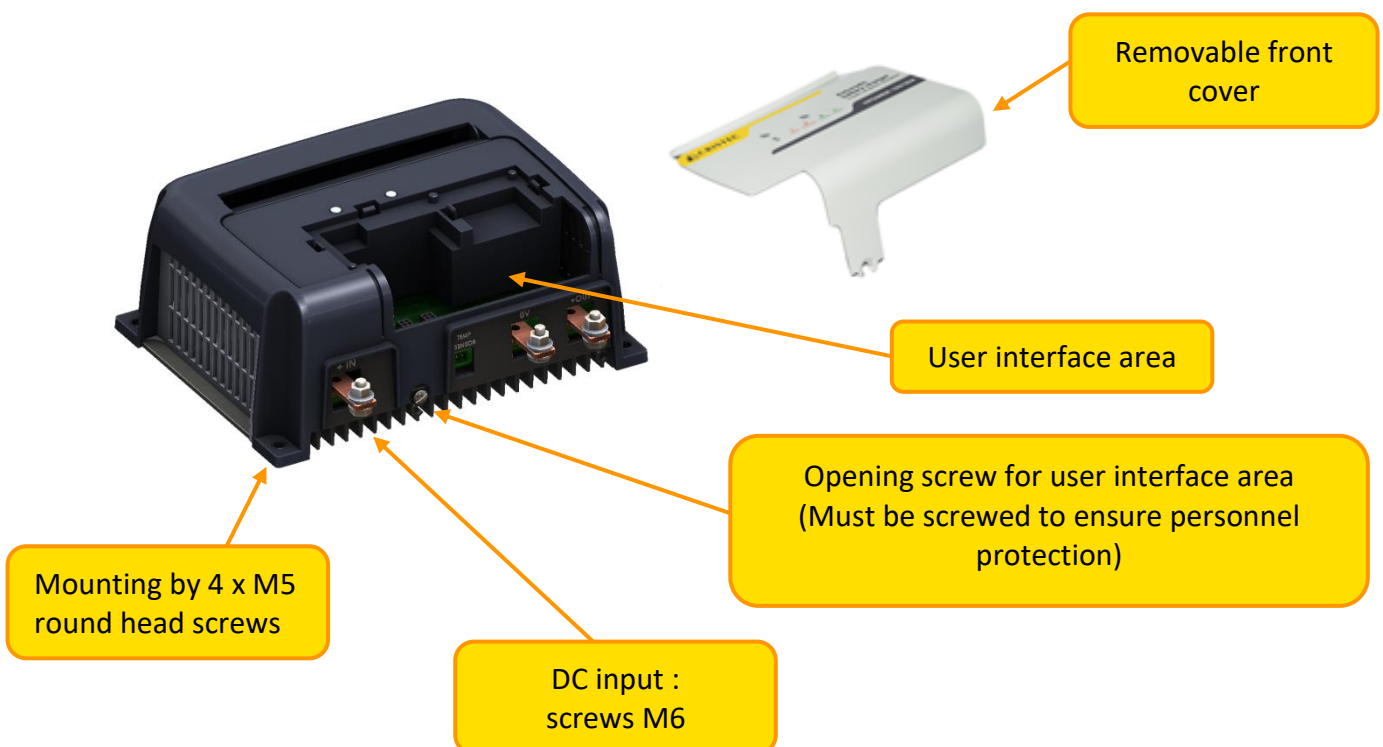 Removable front
cover
CRISTEC
+OUT
0V
TEMP
SENSOR
+ IN
User interface area
Opening screw for user interface area
(Must be screwed to ensure personnel
protection)
Mounting by 4 x M5
round head screws
DC input :
screws M6